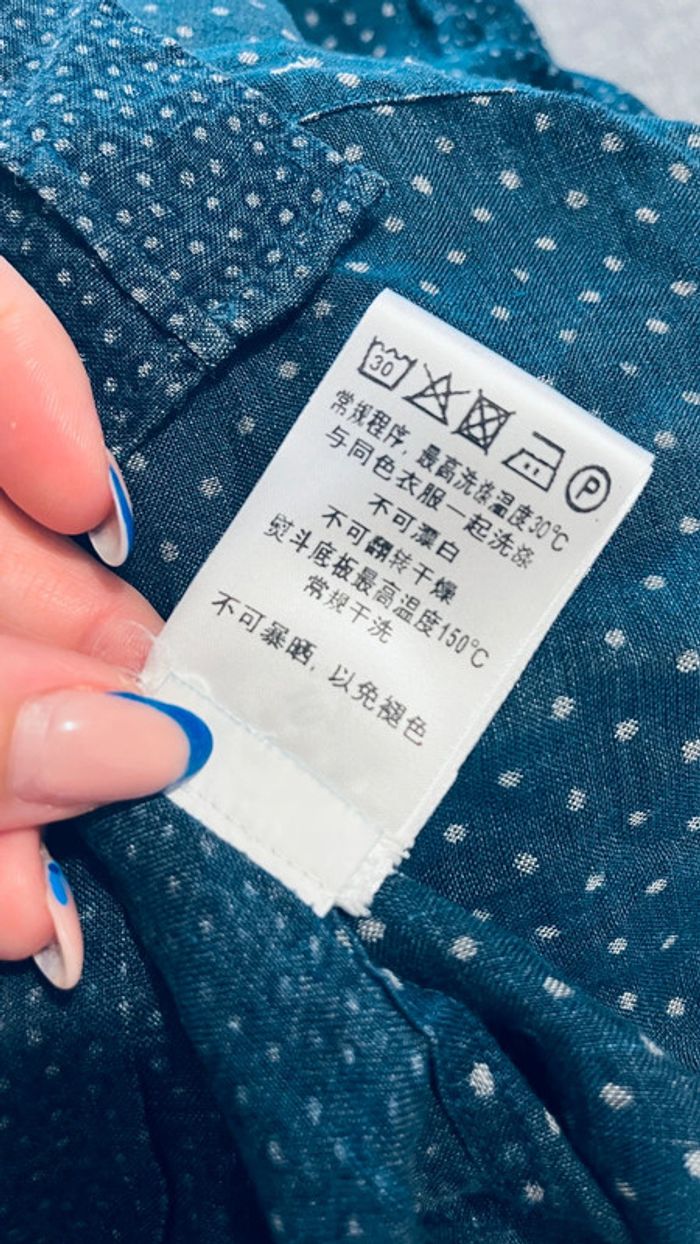 30 P
常规程序，最高洗涤温度30℃
与同色衣服一起洗涤
不可漂白
不可翻转干燥
熨斗底板最高温度150℃
常规干洗
不可暴晒，以免褪色